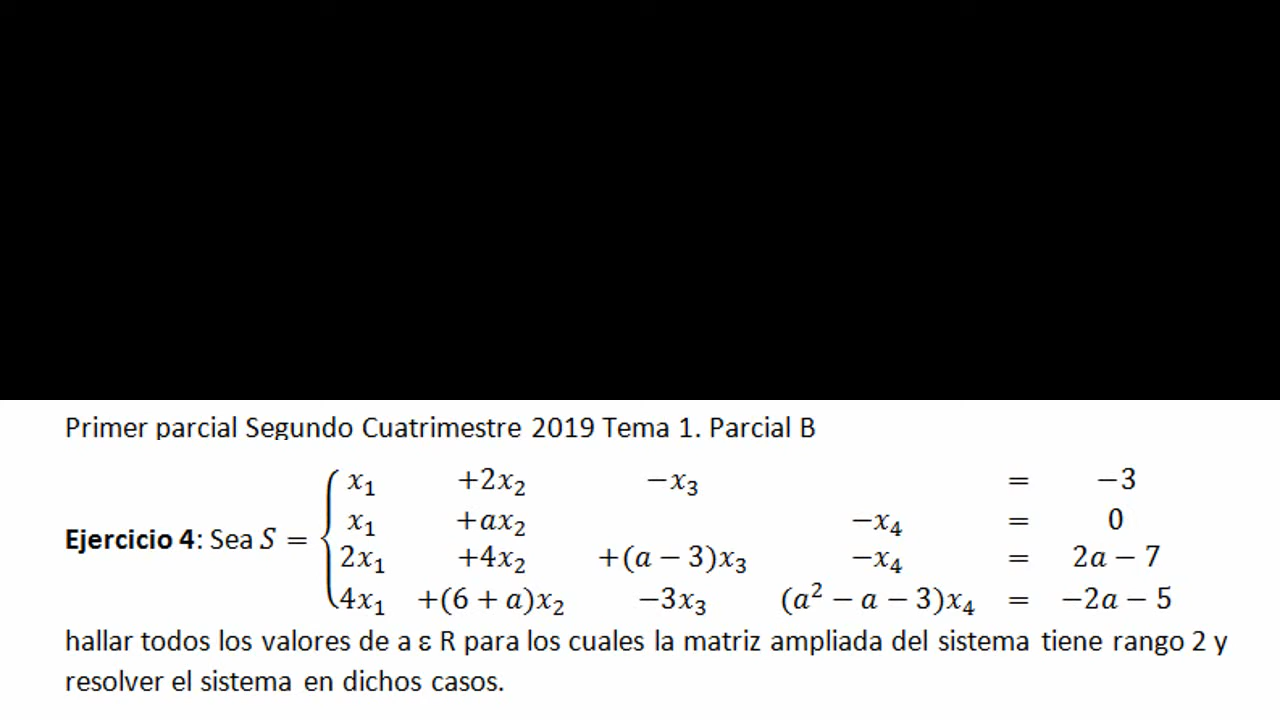 Primer parcial Segundo Cuatrimestre 2019 Tema 1. Parcial B
x₁ +2x₂ −x₃ = −3
x₁ +ax₂ −x₄ = 0
Ejercicio 4: Sea S =
2x₁ +4x₂ +(a − 3)x₃ −x₄ = 2a − 7
4x₁ +(6 + a)x₂ −3x₃ (a² − a − 3)x₄ = −2a − 5
hallar todos los valores de a ε R para los cuales la matriz ampliada del sistema tiene rango 2 y
resolver el sistema en dichos casos.